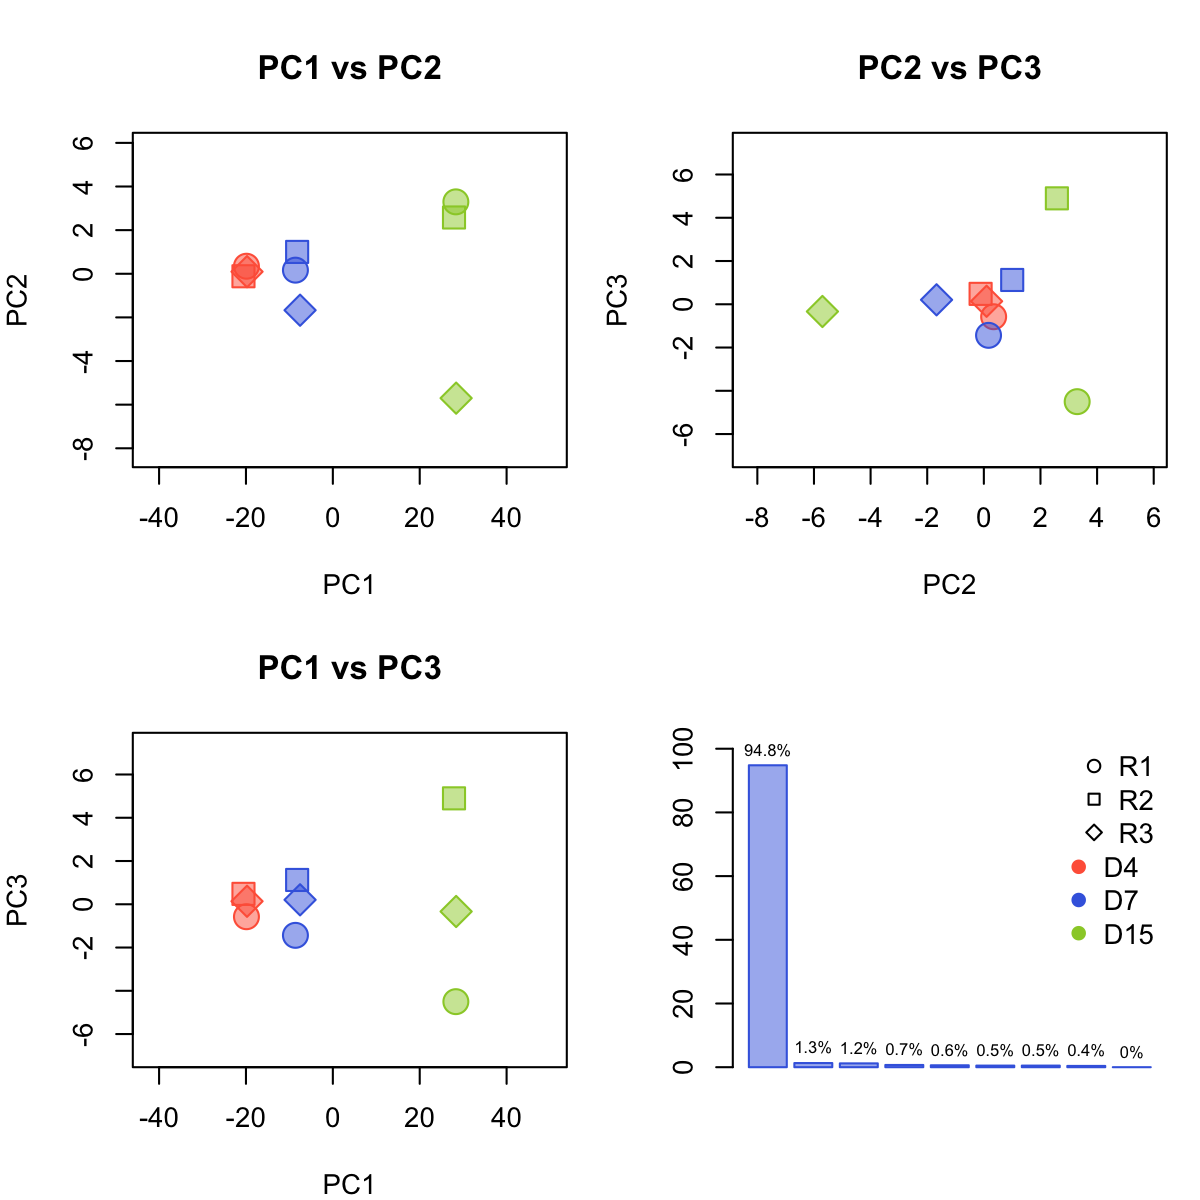 PC1 vs PC2
6
4
2
0
-4
-8
PC2
-40 -20 0 20 40
PC1
PC2 vs PC3
6
4
2
0
-2
-6
PC3
-8 -6 -4 -2 0 2 4 6
PC2
PC1 vs PC3
6
4
2
0
-2
-6
PC3
-40 -20 0 20 40
PC1
100
80
60
40
20
0
94.8% 1.3% 1.2% 0.7% 0.6% 0.5% 0.5% 0.4% 0%
R1
R2
R3
D4
D7
D15